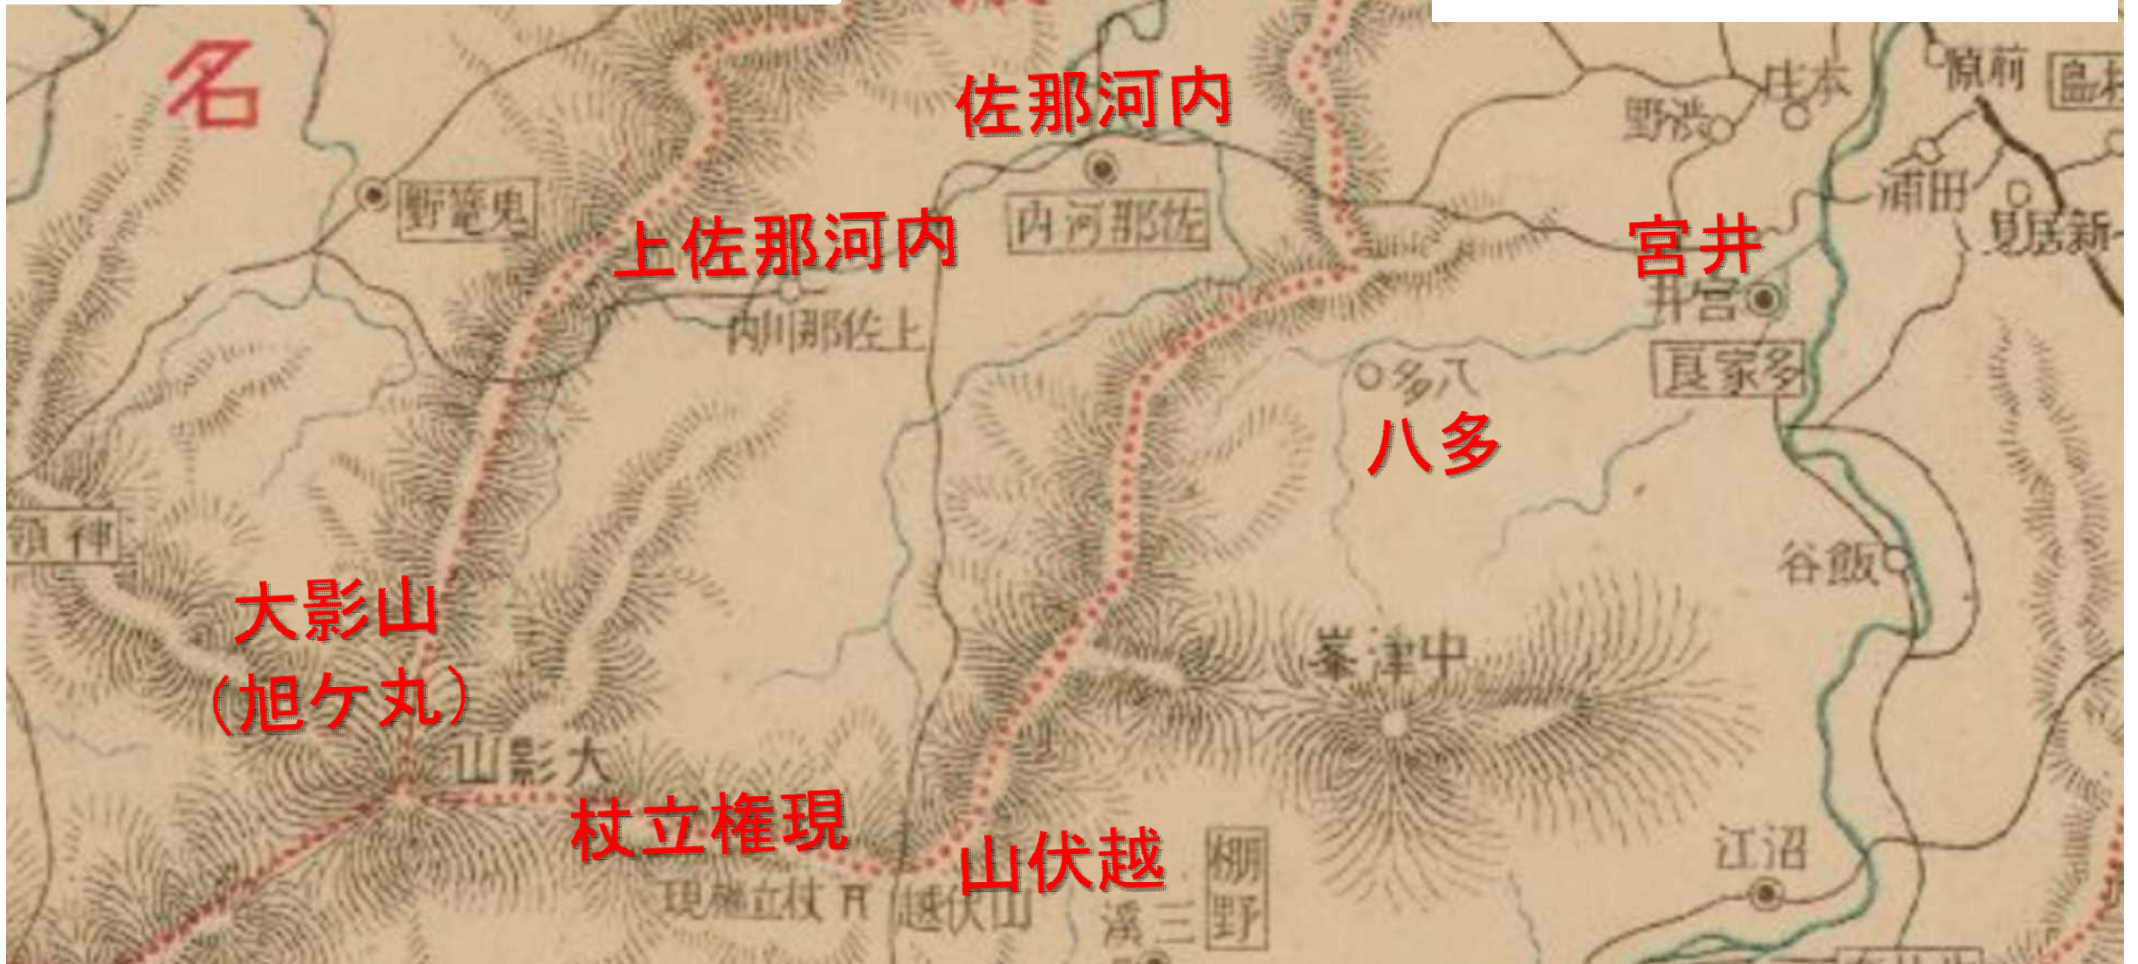 名
佐那河内
本庄
前原
野渋
鬼籠野
佐那河内
上佐那河内
浦田
新居見
宮井
宮井
上佐那川内
八多
多家良
八多
神領
飯谷
大影山
(旭ケ丸)
中津峯
大影山
杖立権現
山伏越
沼江
棚野
杖立権現
山伏越
三溪